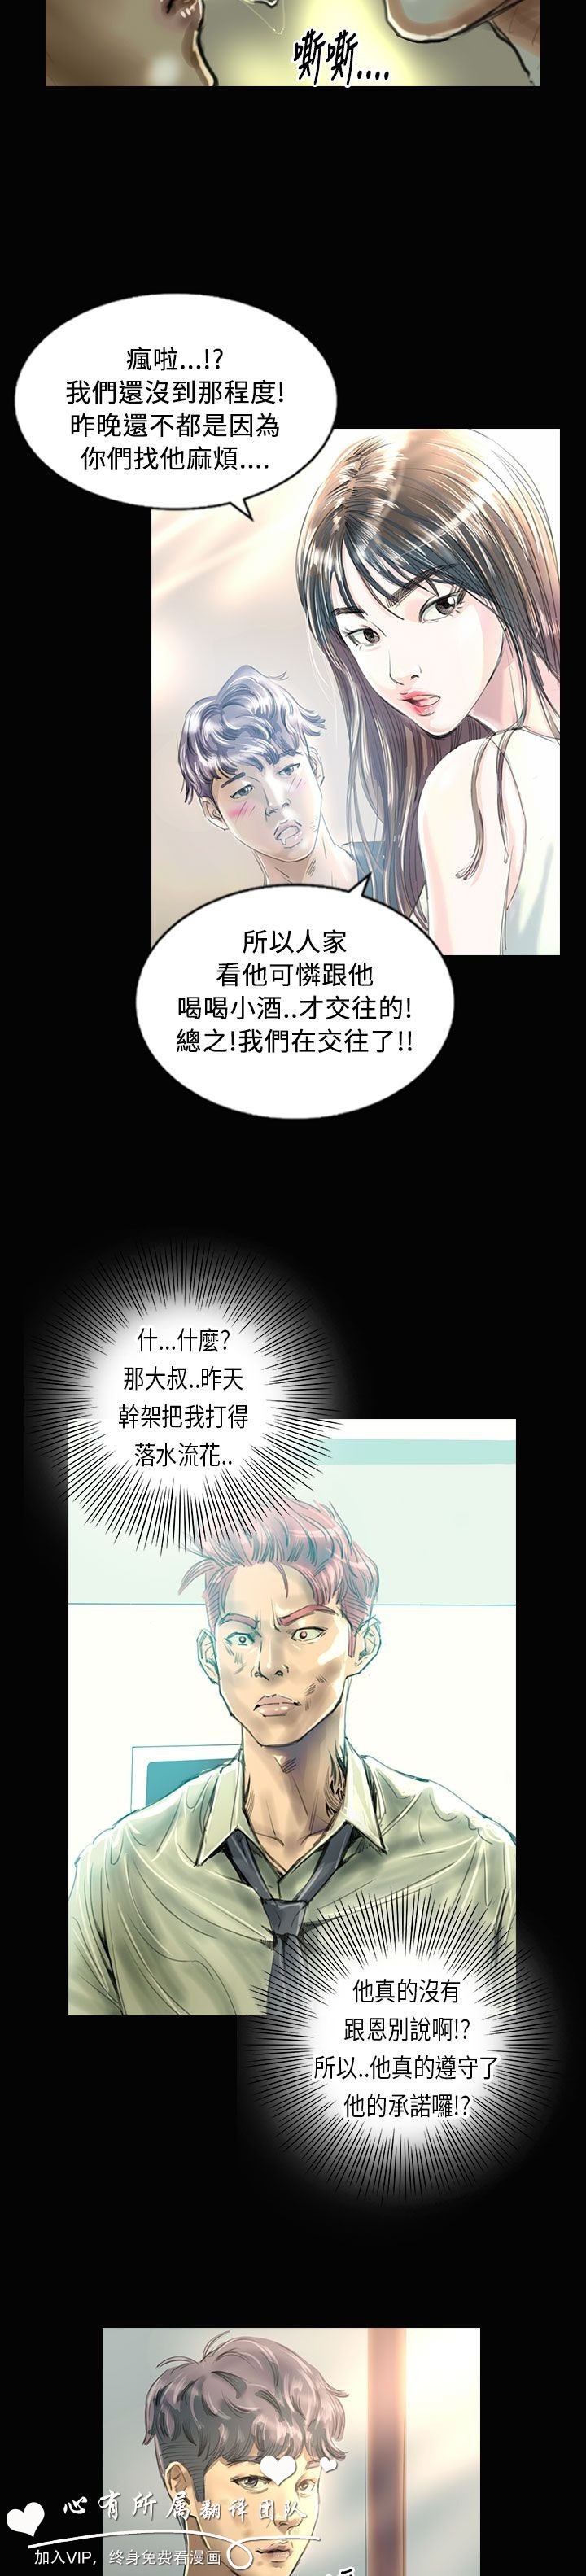 嘶嘶....
瘋啦...!?
我們還沒到那程度!
昨晚還不都是因為
你們找他麻煩....
所以人家
看他可憐跟他
喝喝小酒..才交往的!
總之!我們在交往了!!
什...什麼?
那大叔..昨天
幹架把我打得
落水流花..
他真的沒有
跟恩別說啊!?
所以..他真的遵守了
他的承諾囉!?
心有所属翻译团队
加入VIP，终身免费看漫画